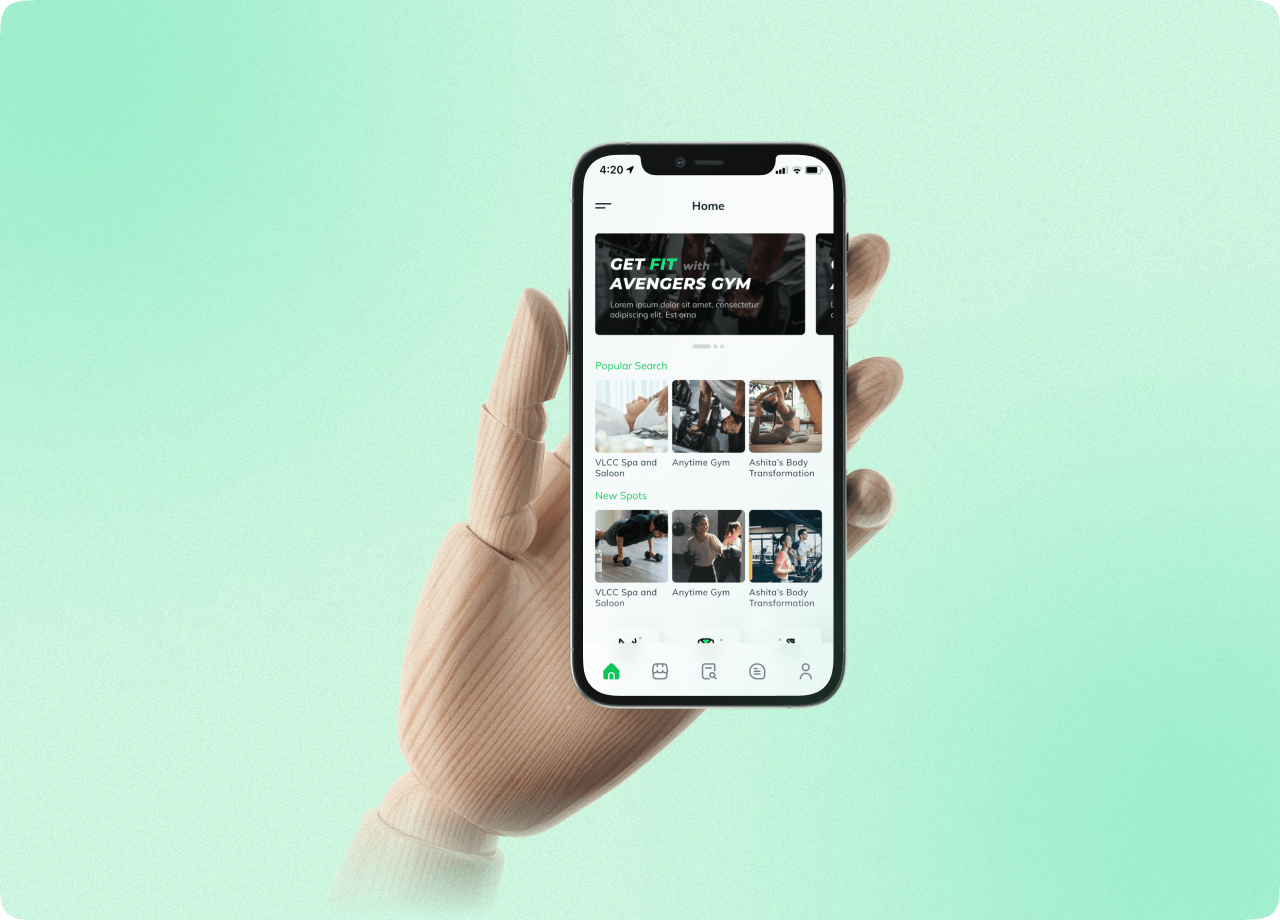 4:20
Home
GET FIT with
AVENGERS GYM
Lorem ipsum dolor sit amet, consectetur
adipiscing elit. Est orna
Popular Search
VLCC Spa and
Saloon
Anytime Gym
Ashita's Body
Transformation
New Spots
VLCC Spa and
Saloon
Anytime Gym
Ashita's Body
Transformation